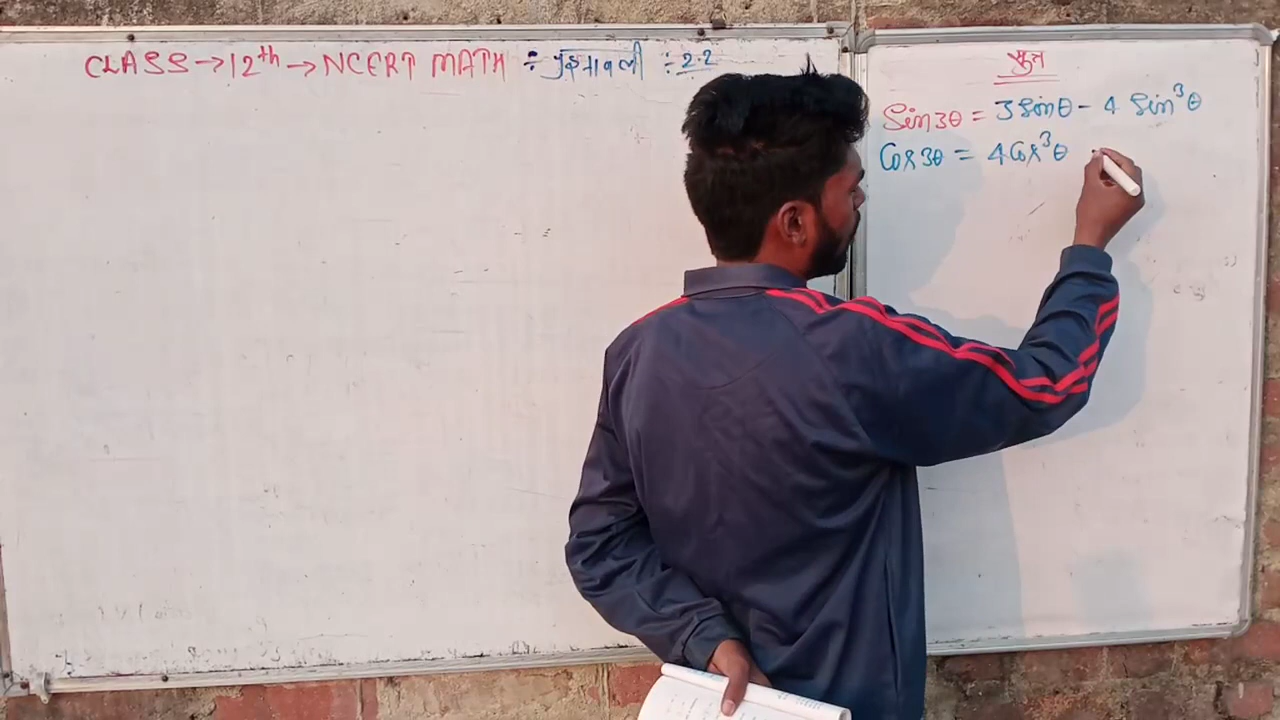 CLASS → 12th → NCERT MATH ÷ प्रश्नावली ÷ 2.2
सूत्र
Sin3θ = 3Sinθ - 4 Sin³θ
Cos3θ = 4Cos³θ